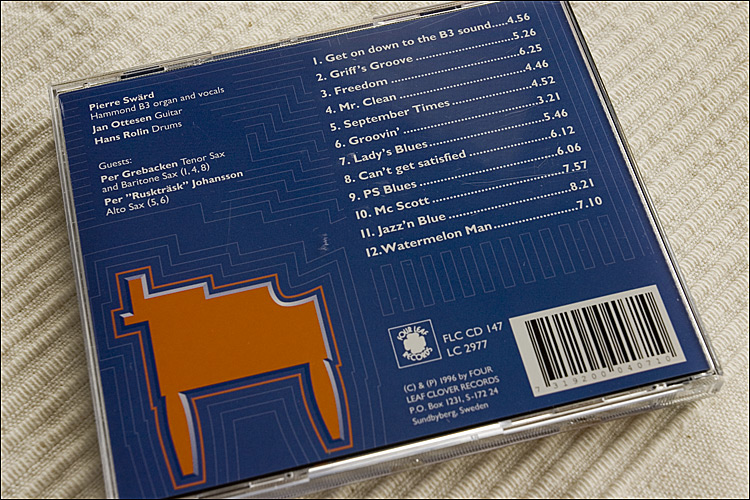 Pierre Swärd
Hammond B3 organ and vocals
Jan Ottesen Guitar
Hans Rolin Drums
Guests:
Per Grebacken Tenor Sax
and Baritone Sax (1, 4, 8)
Per "Ruskträsk" Johansson
Alto Sax (5, 6)
1. Get on down to the B3 sound.....4.56
2. Griff's Groove ..............................5.26
3. Freedom ......................................6.25
4. Mr. Clean ....................................4.46
5. September Times ........................4.52
6. Groovin' ......................................3.21
7. Lady's Blues ................................5.46
8. Can't get satisfied ......................6.12
9. PS Blues ......................................6.06
10. Mc Scott ....................................7.57
11. Jazz'n Blue ................................8.21
12. Watermelon Man ......................7.10
FOUR LEAF
RECORDS
FLC CD 147
LC 2977
(C) & (P) 1996 by FOUR
LEAF CLOVER RECORDS
P.O. Box 1231, S-172 24
Sundbyberg, Sweden
7 319200 040710